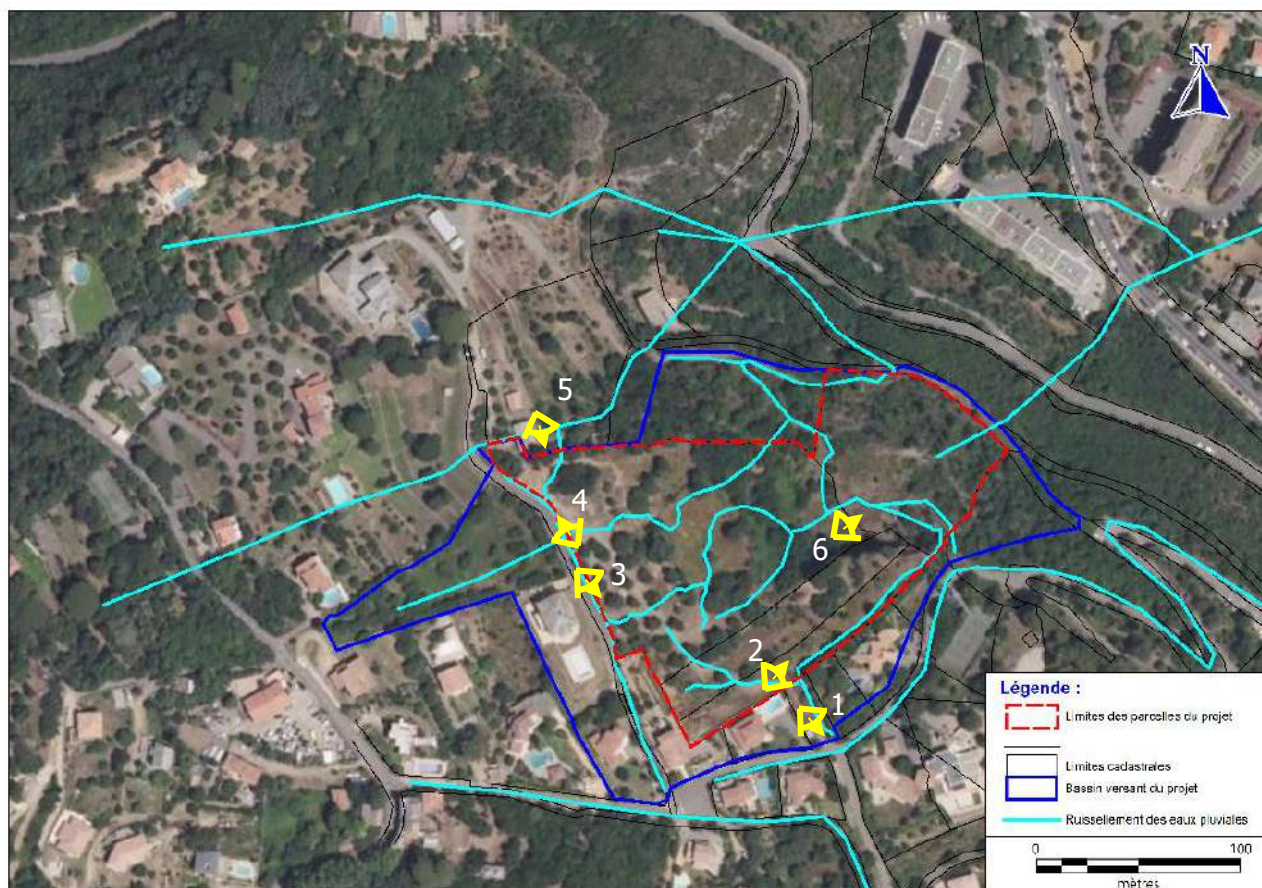 N
5
4
6
3
2
1
Légende :
Limites des parcelles du projet
Limites cadastrales
Bassin versant du projet
Ruissellement des eaux pluviales
0 100
mètres